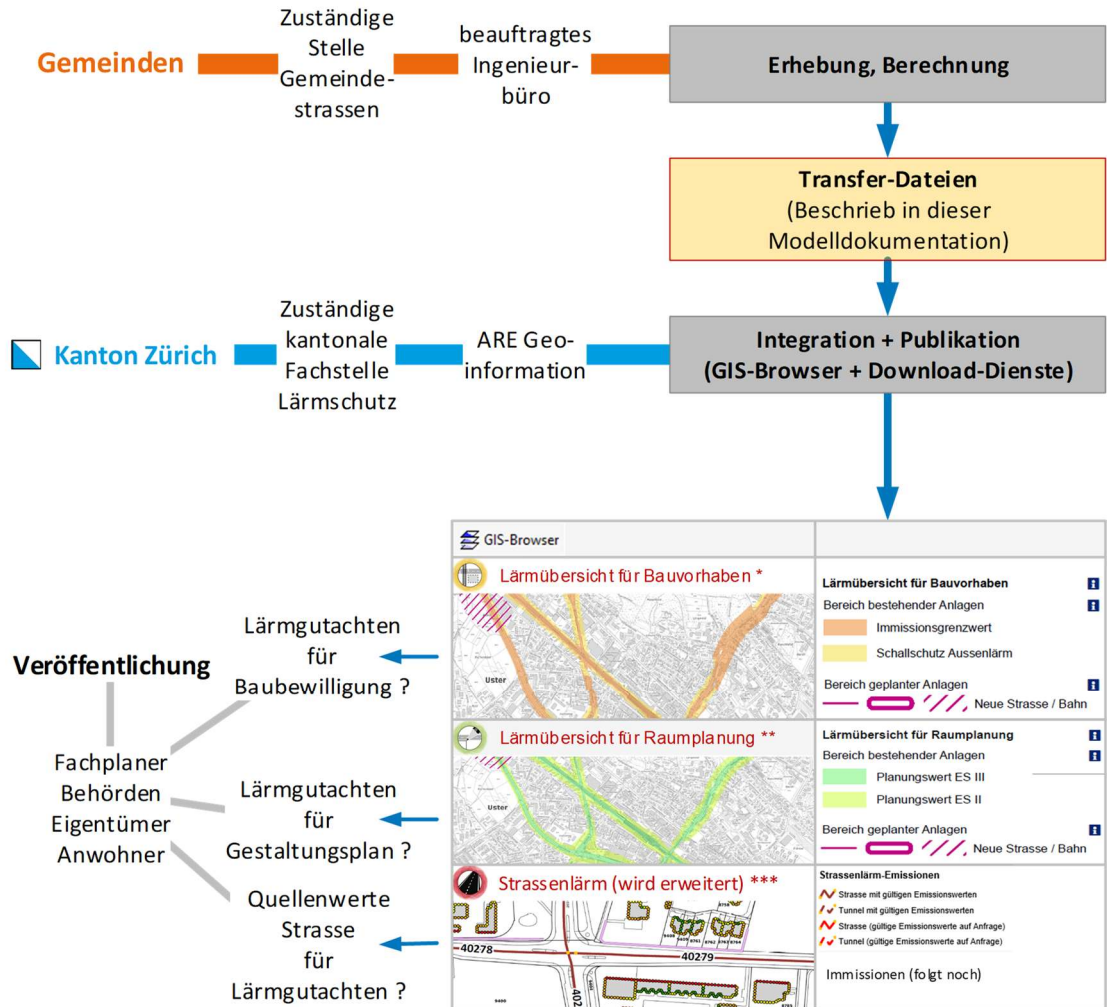 Gemeinden
Zuständige
Stelle
Gemeinde-
strassen
beauftragtes
Ingenieur-
büro
Erhebung, Berechnung
Transfer-Dateien
(Beschrieb in dieser
Modelldokumentation)
Kanton Zürich
Zuständige
kantonale
Fachstelle
Lärmschutz
ARE Geo-
information
Integration + Publikation
(GIS-Browser + Download-Dienste)
Veröffentlichung
Fachplaner
Behörden
Eigentümer
Anwohner
Lärmgutachten
für
Baubewilligung ?
Lärmgutachten
für
Gestaltungsplan ?
Quellenwerte
Strasse
für
Lärmgutachten ?
GIS-Browser
Lärmübersicht für Bauvorhaben *
Uster
Lärmübersicht für Bauvorhaben
Bereich bestehender Anlagen
Immissionsgrenzwert
Schallschutz Aussenlärm
Bereich geplanter Anlagen
Neue Strasse / Bahn
Lärmübersicht für Raumplanung **
Uster
Lärmübersicht für Raumplanung
Bereich bestehender Anlagen
Planungswert ES III
Planungswert ES II
Bereich geplanter Anlagen
Neue Strasse / Bahn
Strassenlärm (wird erweitert) ***
40278
40279
Strassenlärm-Emissionen
Strasse mit gültigen Emissionswerten
Tunnel mit gültigen Emissionswerten
Strasse (gültige Emissionswerte auf Anfrage)
Tunnel (gültige Emissionswerte auf Anfrage)
Immissionen (folgt noch)